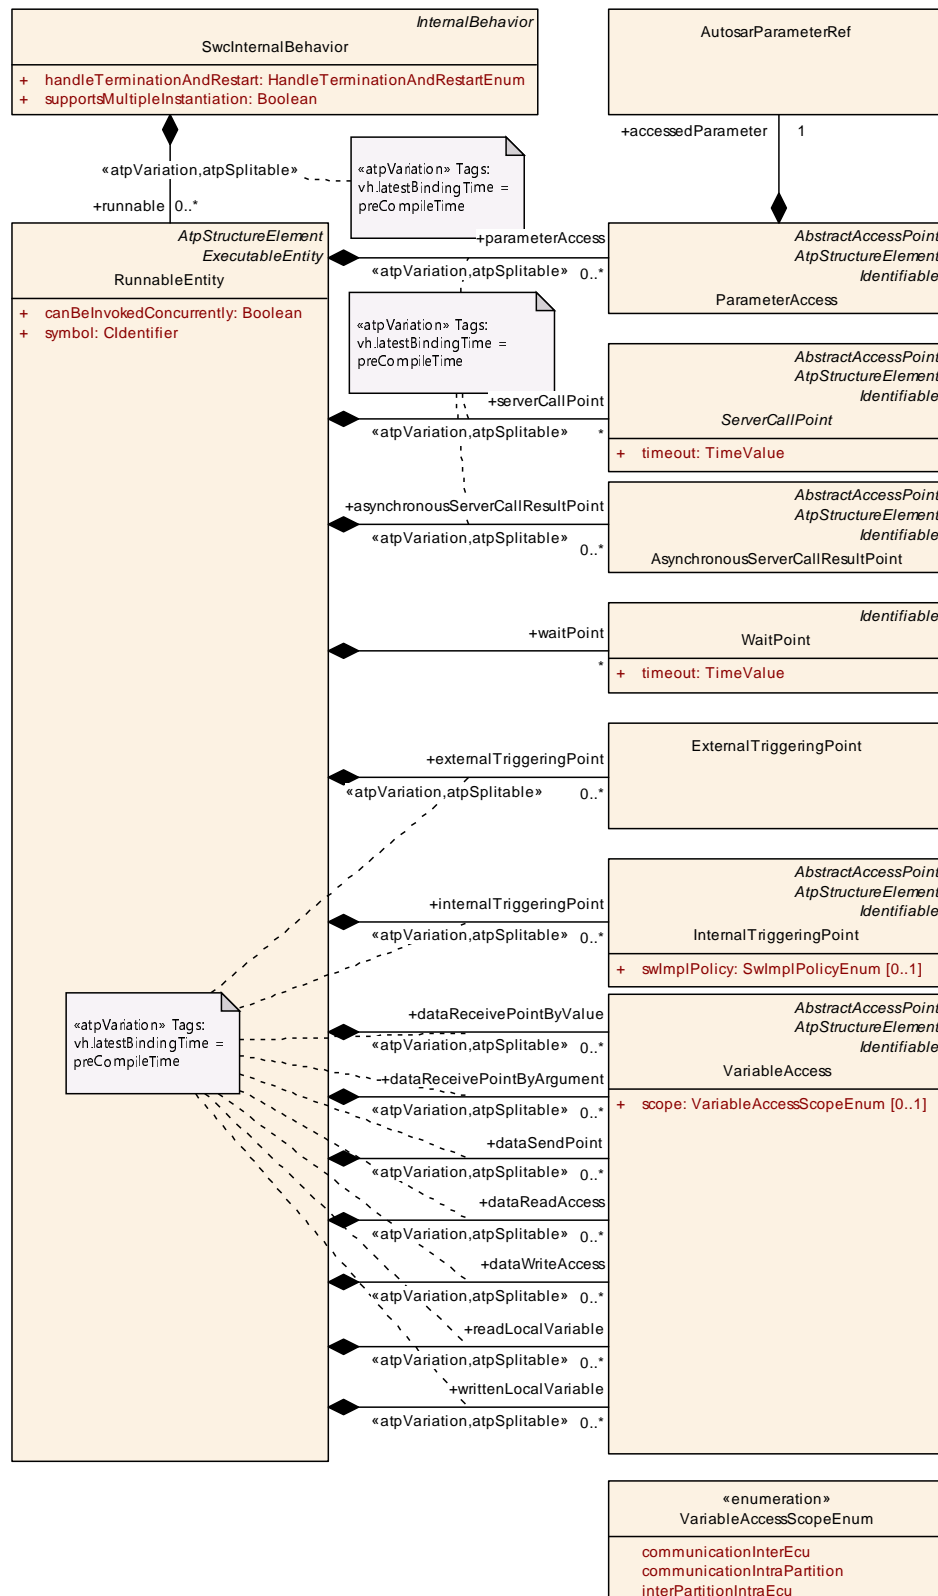 InternalBehavior
SwcInternalBehavior
+ handleTerminationAndRestart: HandleTerminationAndRestartEnum
+ supportsMultipleInstantiation: Boolean
AutosarParameterRef
+accessedParameter 1
«atpVariation,atpSplitable»
+runnable 0..*
«atpVariation» Tags:
vh.latestBindingTime =
preCompileTime
AtpStructureElement
ExecutableEntity
RunnableEntity
+ canBeInvokedConcurrently: Boolean
+ symbol: CIdentifier
+parameterAccess
«atpVariation,atpSplitable» 0..*
AbstractAccessPoint
AtpStructureElement
Identifiable
ParameterAccess
«atpVariation» Tags:
vh.latestBindingTime =
preCompileTime
+serverCallPoint
«atpVariation,atpSplitable» *
AbstractAccessPoint
AtpStructureElement
Identifiable
ServerCallPoint
+ timeout: TimeValue
+asynchronousServerCallResultPoint
«atpVariation,atpSplitable» 0..*
AbstractAccessPoint
AtpStructureElement
Identifiable
AsynchronousServerCallResultPoint
+waitPoint
*
Identifiable
WaitPoint
+ timeout: TimeValue
+externalTriggeringPoint
«atpVariation,atpSplitable» 0..*
ExternalTriggeringPoint
+internalTriggeringPoint
«atpVariation,atpSplitable» 0..*
AbstractAccessPoint
AtpStructureElement
Identifiable
InternalTriggeringPoint
+ swImplPolicy: SwImplPolicyEnum [0..1]
«atpVariation» Tags:
vh.latestBindingTime =
preCompileTime
+dataReceivePointByValue
«atpVariation,atpSplitable» 0..*
+dataReceivePointByArgument
«atpVariation,atpSplitable» 0..*
+dataSendPoint
«atpVariation,atpSplitable» 0..*
+dataReadAccess
«atpVariation,atpSplitable» 0..*
+dataWriteAccess
«atpVariation,atpSplitable» 0..*
+readLocalVariable
«atpVariation,atpSplitable» 0..*
+writtenLocalVariable
«atpVariation,atpSplitable» 0..*
AbstractAccessPoint
AtpStructureElement
Identifiable
VariableAccess
+ scope: VariableAccessScopeEnum [0..1]
«enumeration»
VariableAccessScopeEnum
communicationInterEcu
communicationIntraPartition
interPartitionIntraEcu